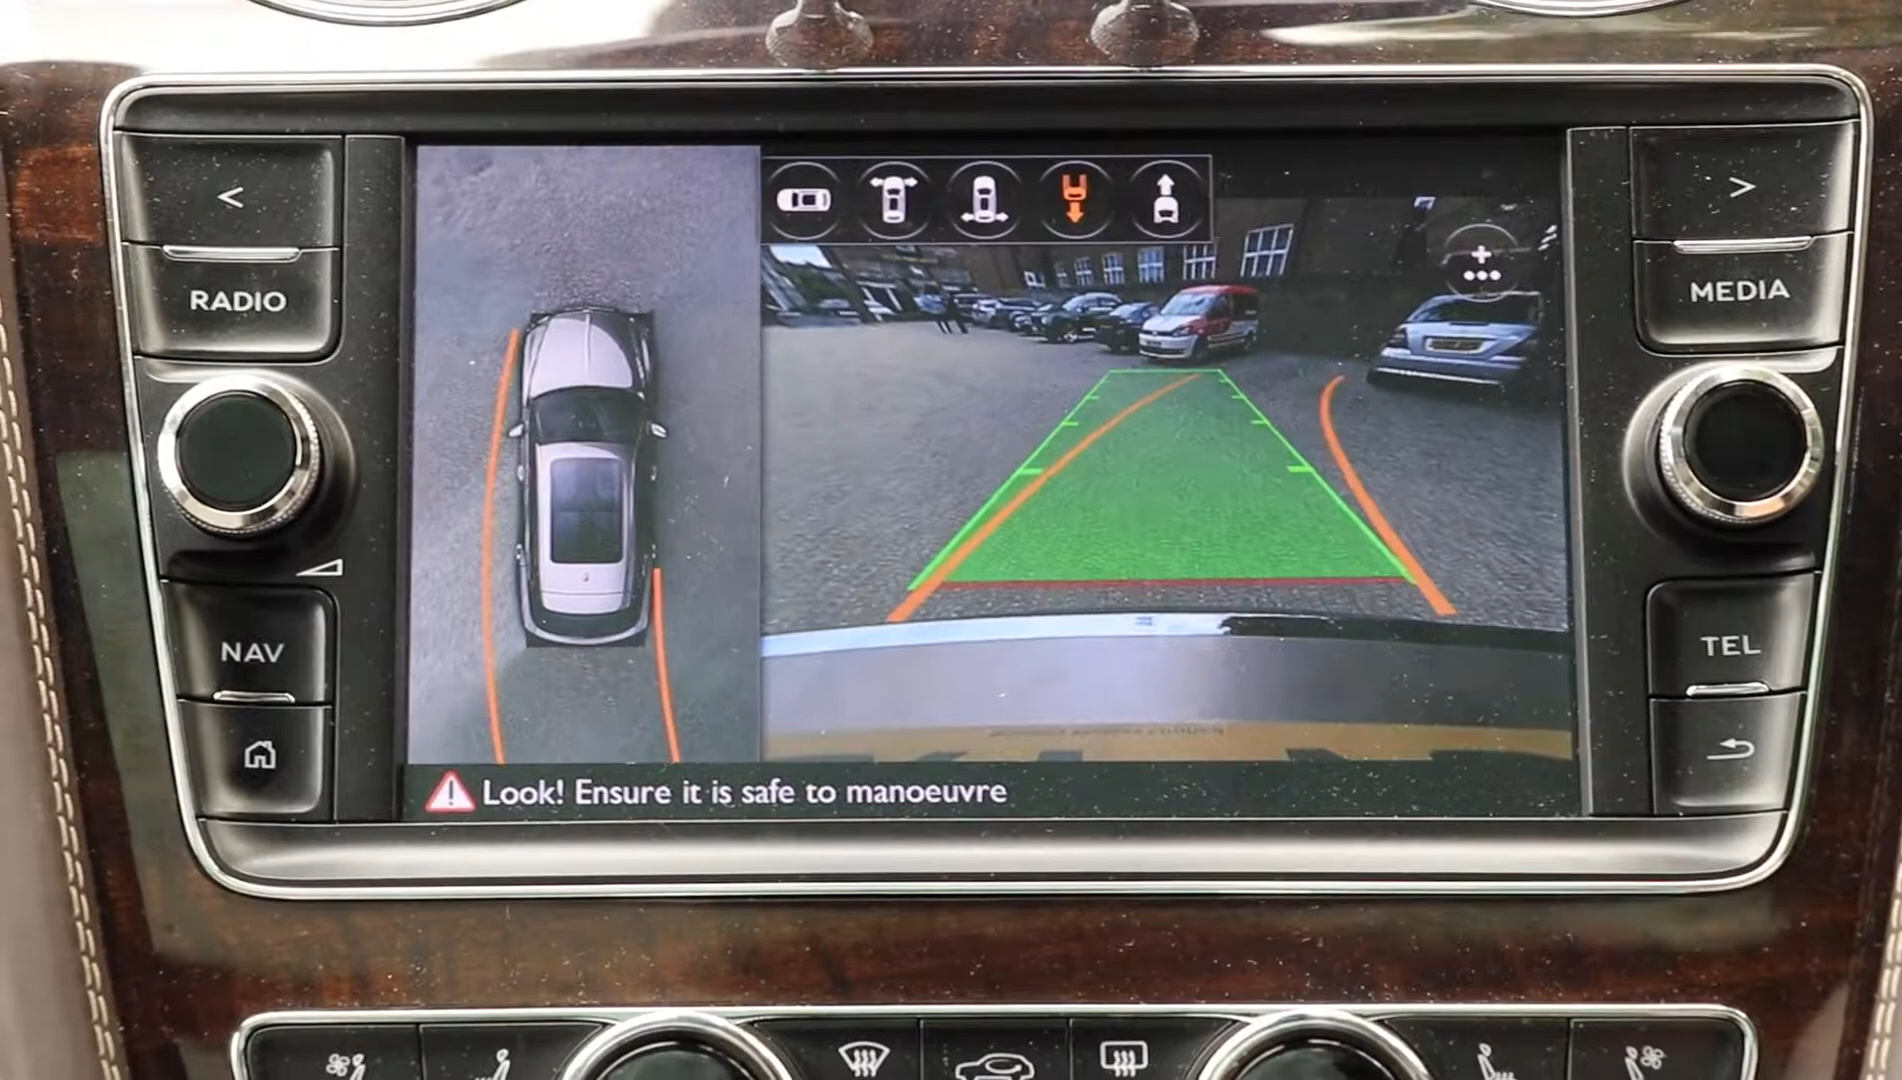 <
RADIO
NAV
Look! Ensure it is safe to manoeuvre
>
MEDIA
TEL